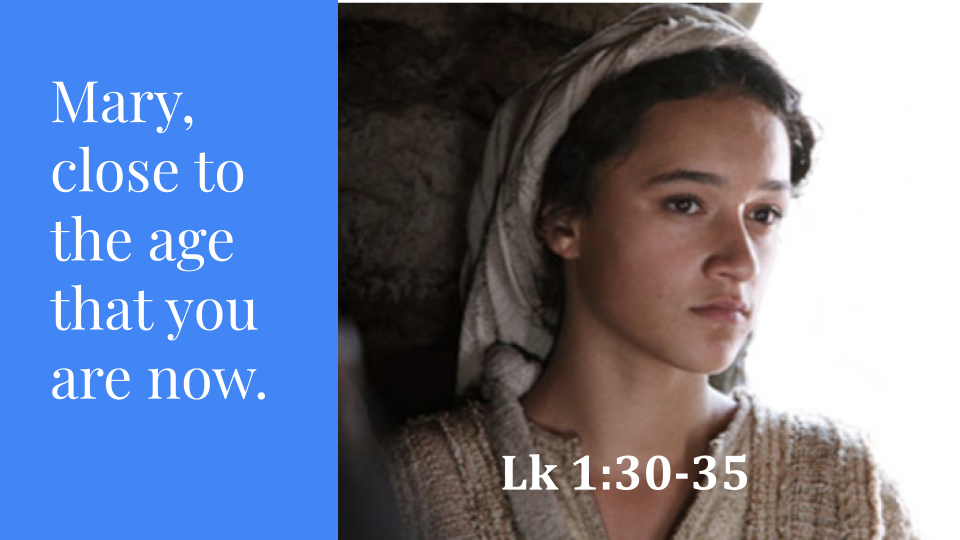 Mary,
close to
the age
that you
are now.
Lk 1:30-35